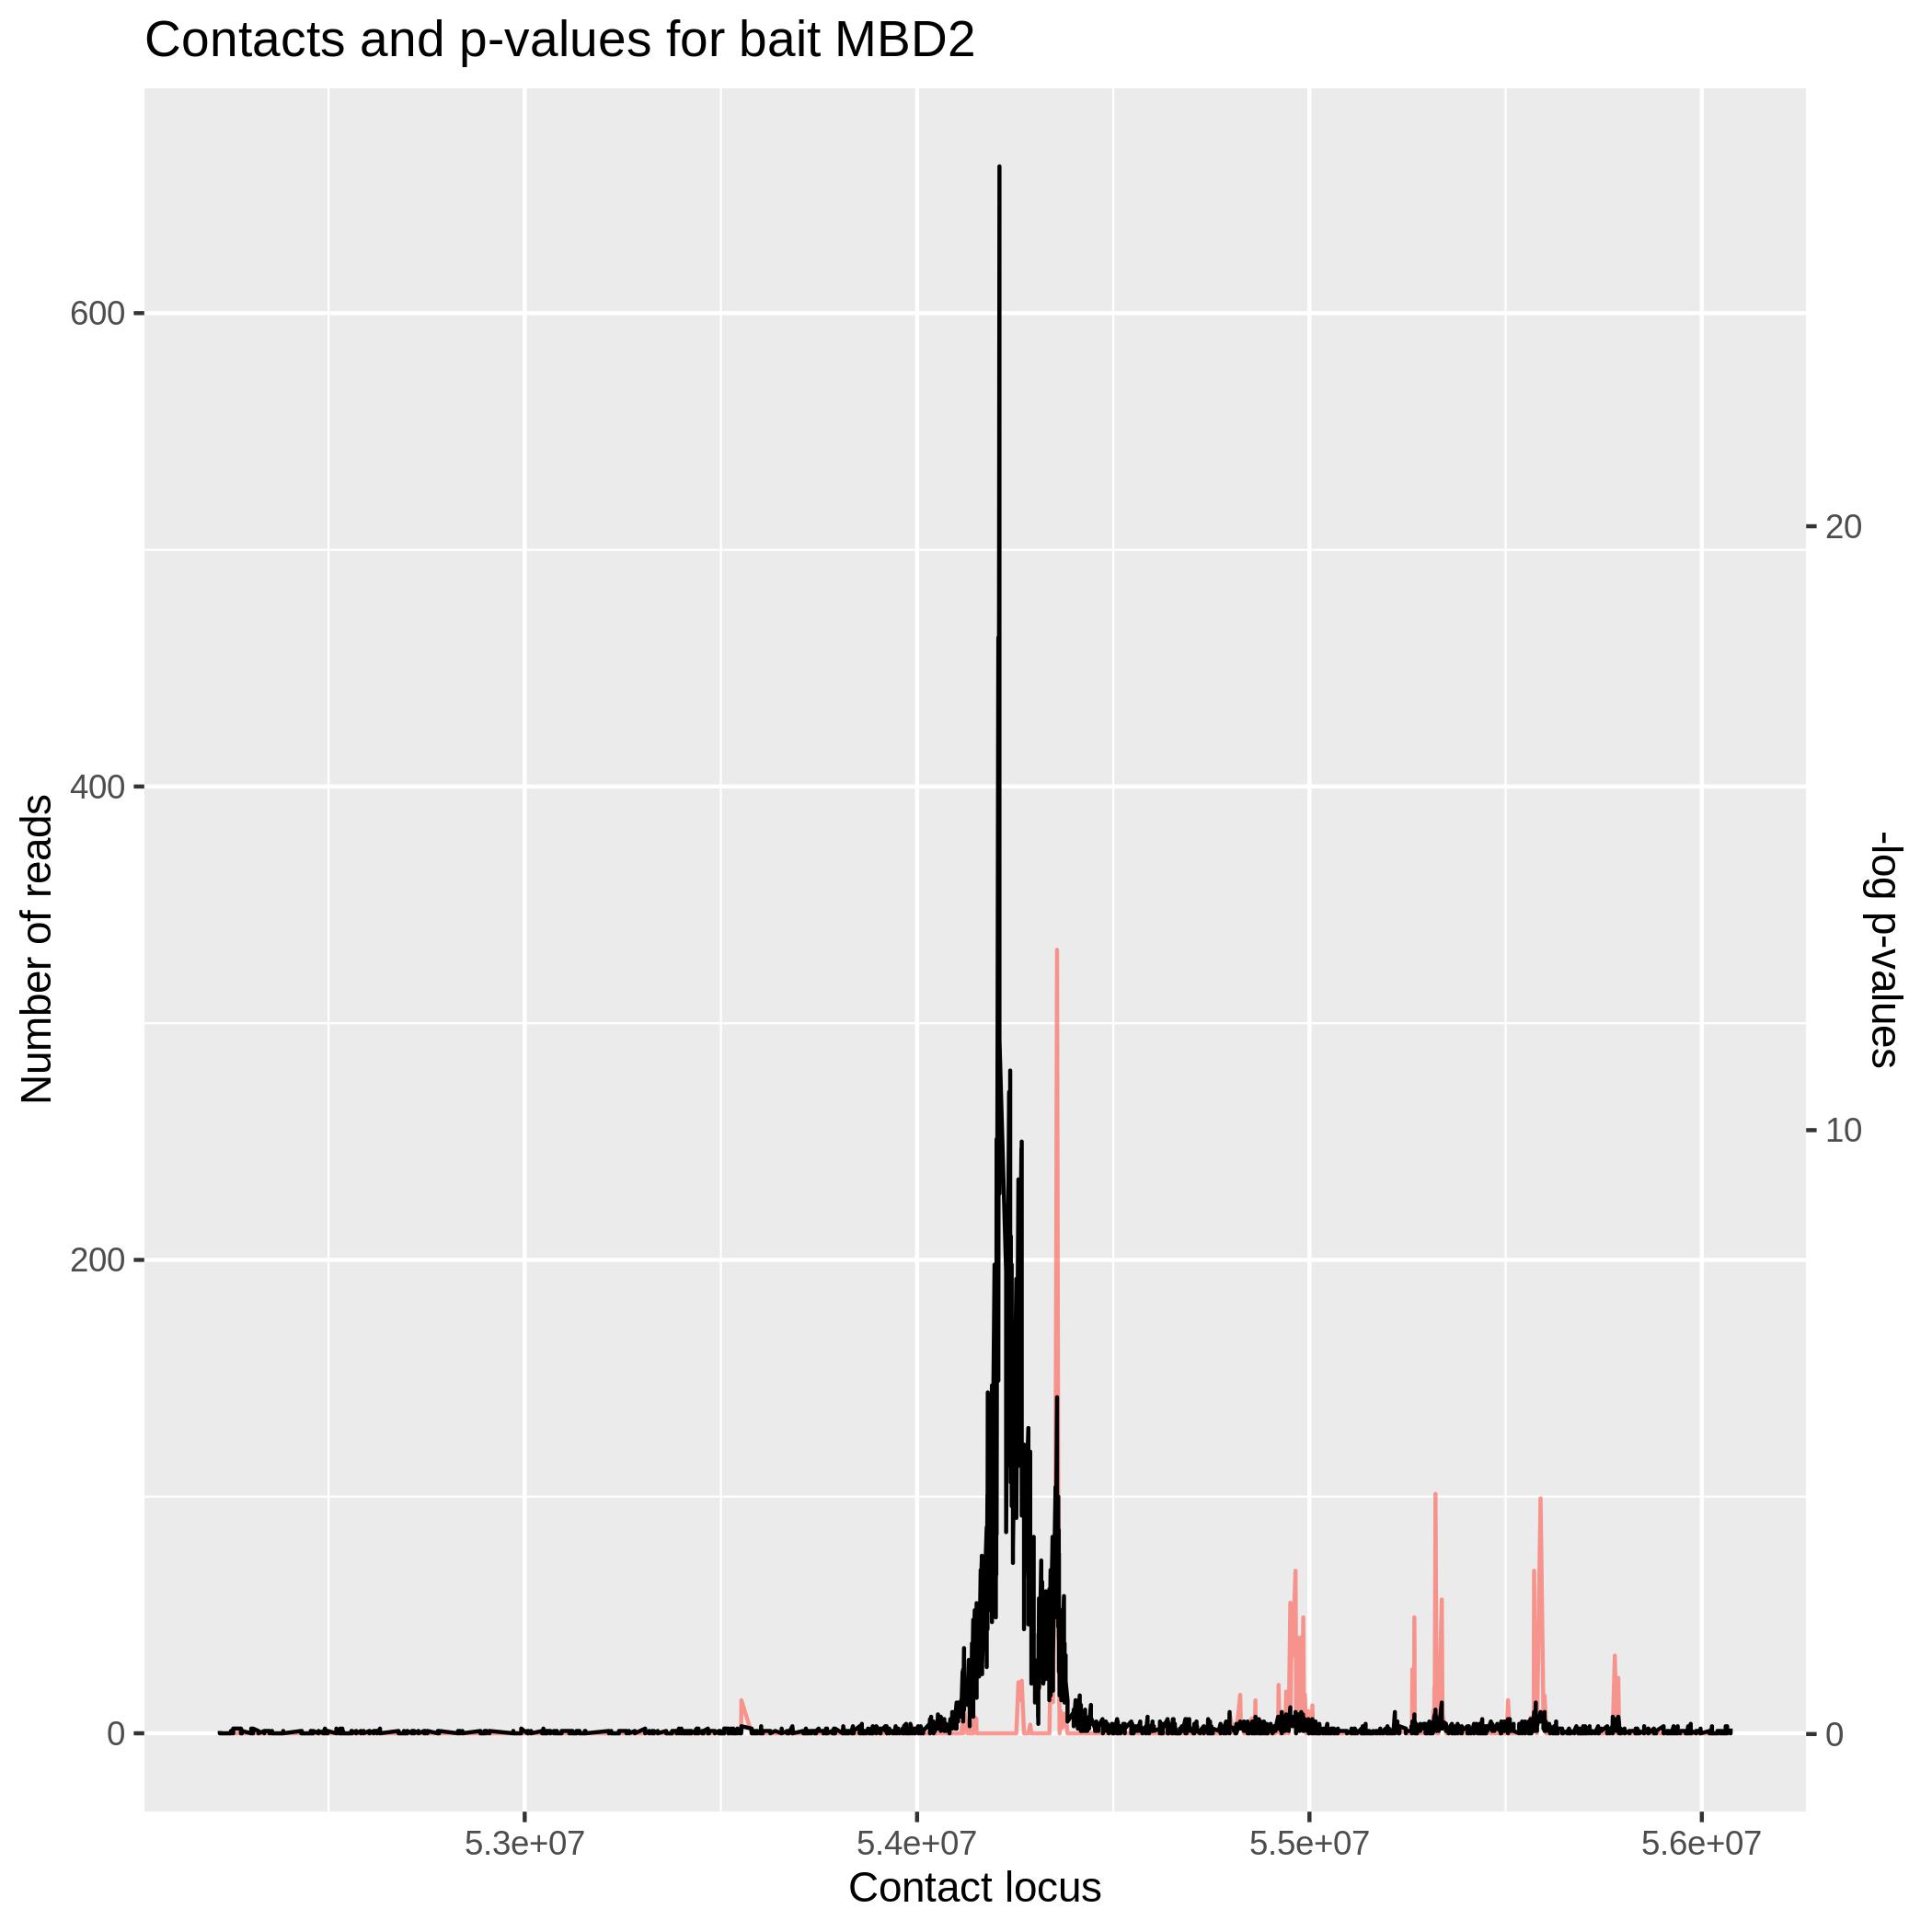 Contacts and p-values for bait MBD2
Number of reads
600
400
200
0
20
10
0
-log p-values
5.3e+07
5.4e+07
5.5e+07
5.6e+07
Contact locus